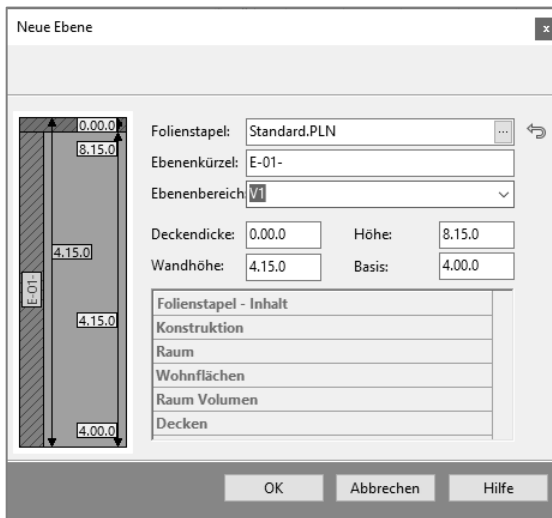 Neue Ebene
x
0.00.0
8.15.0
4.15.0
E-01-
4.15.0
4.00.0
Folienstapel: Standard.PLN ...
Ebenenkürzel: E-01-
Ebenenbereich V1
Deckendicke: 0.00.0 Höhe: 8.15.0
Wandhöhe: 4.15.0 Basis: 4.00.0
Folienstapel - Inhalt
Konstruktion
Raum
Wohnflächen
Raum Volumen
Decken
OK Abbrechen Hilfe